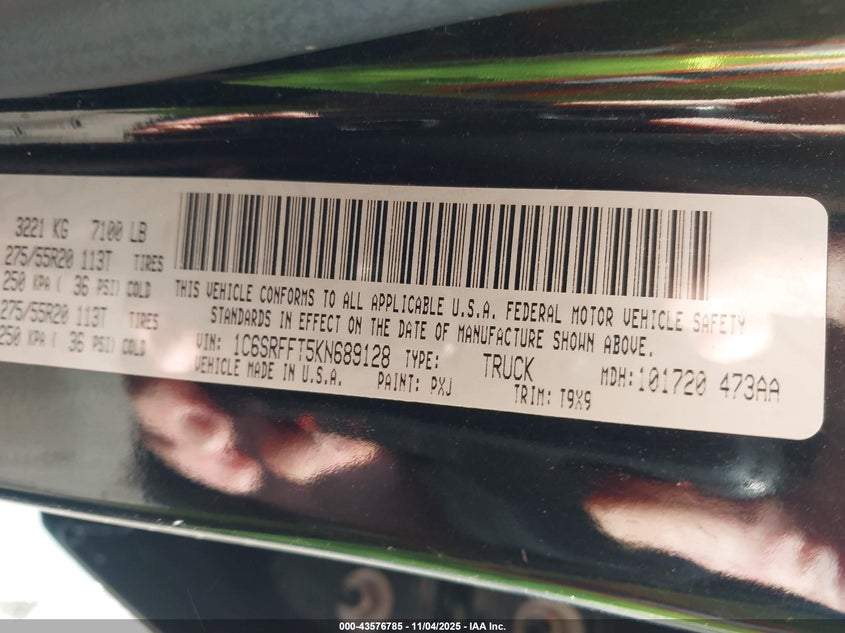 3221 KG 7100 LB
275/55R20 113T TIRES
250 KPA ( 36 PSI) COLD
275/55R20 113T TIRES
250 KPA ( 36 PSI) COLD
THIS VEHICLE CONFORMS TO ALL APPLICABLE U.S.A. FEDERAL MOTOR VEHICLE SAFETY
STANDARDS IN EFFECT ON THE DATE OF MANUFACTURE SHOWN ABOVE.
VIN: 1C6SRFFT5KN689128 TYPE: TRUCK MDH: 101720 473AA
VEHICLE MADE IN U.S.A. PAINT: PXJ TRIM: T9X9
000-43576785 — 11/04/2025 — IAA Inc.